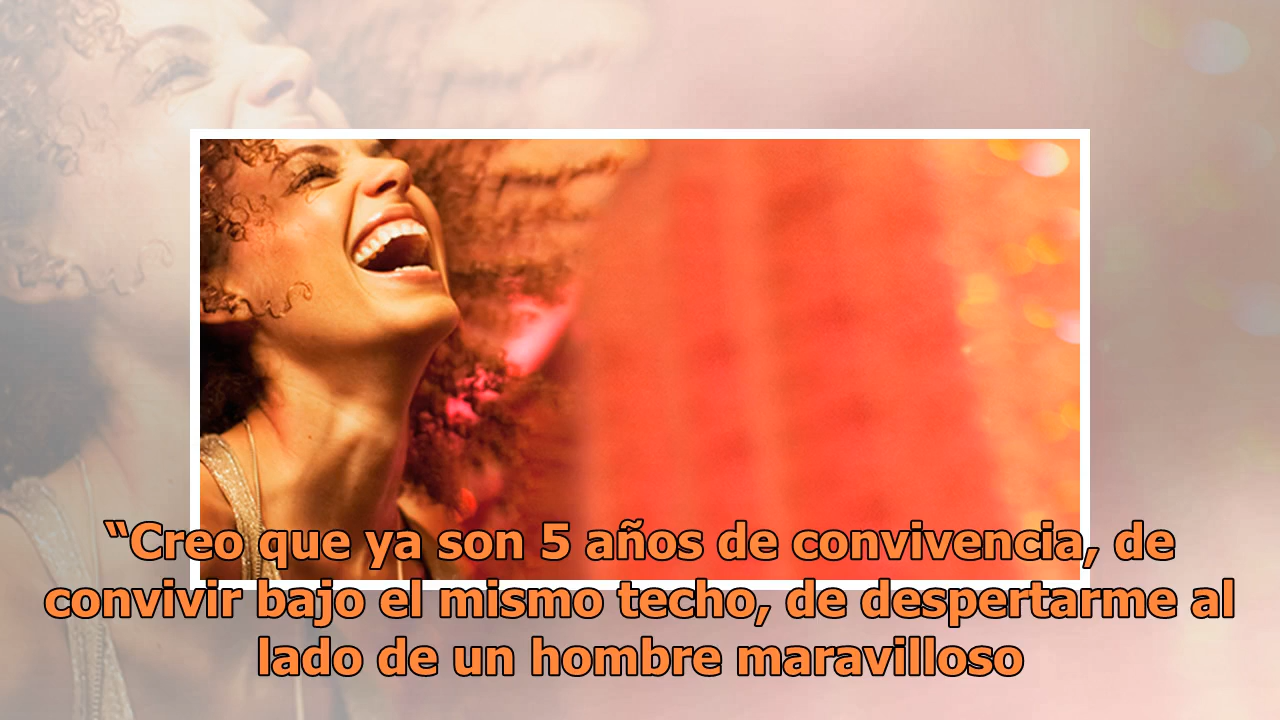 “Creo que ya son 5 años de convivencia, de
convivir bajo el mismo techo, de despertarme al
lado de un hombre maravilloso